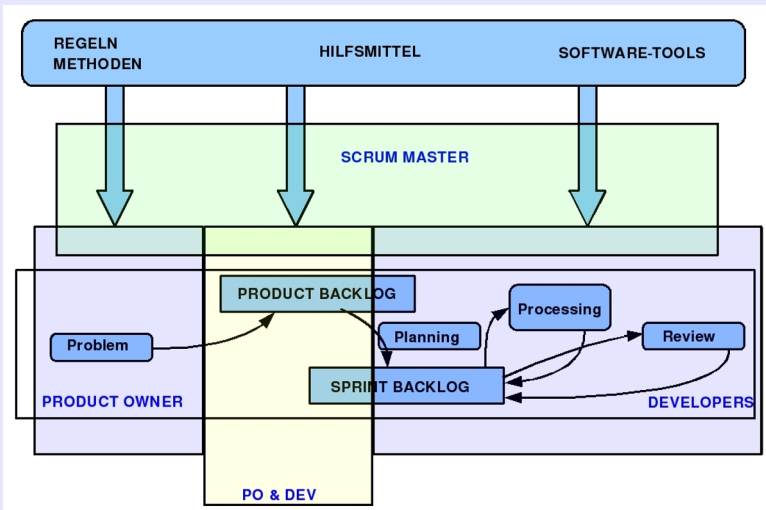 REGELN
METHODEN
HILFSMITTEL
SOFTWARE-TOOLS
SCRUM MASTER
PRODUCT BACKLOG
Processing
Planning
Review
Problem
SPRINT BACKLOG
PRODUCT OWNER
DEVELOPERS
PO & DEV